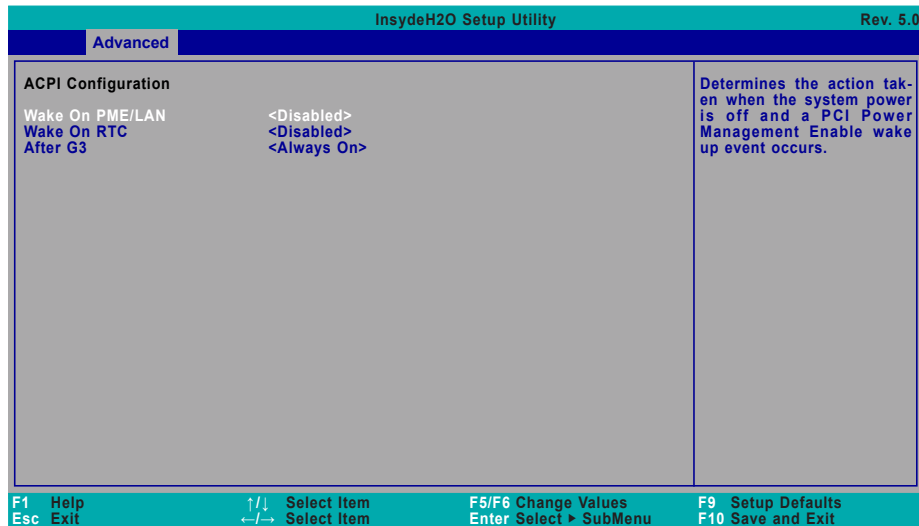 InsydeH2O Setup Utility Rev. 5.0
Advanced
ACPI Configuration
Wake On PME/LAN <Disabled>
Wake On RTC <Disabled>
After G3 <Always On>
Determines the action tak-
en when the system power
is off and a PCI Power
Management Enable wake
up event occurs.
F1 Help ↑/↓ Select Item F5/F6 Change Values F9 Setup Defaults
Esc Exit ←/→ Select Item Enter Select ▶ SubMenu F10 Save and Exit